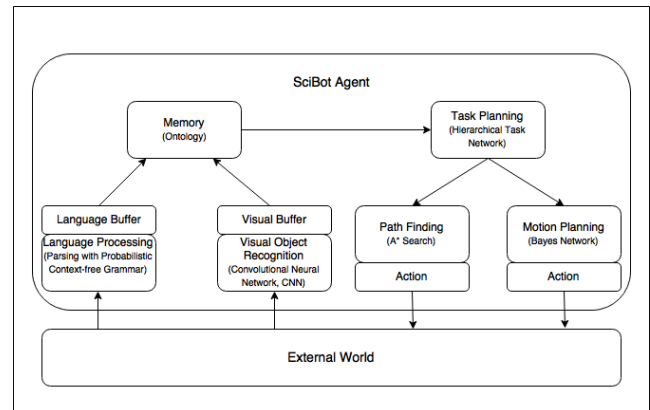 SciBot Agent
Memory
(Ontology)
Task Planning
(Hierarchical Task
Network)
Language Buffer
Language Processing
(Parsing with Probabilistic
Context-free Grammar)
Visual Buffer
Visual Object
Recognition
(Convolutional Neural
Network, CNN)
Path Finding
(A* Search)
Action
Motion Planning
(Bayes Network)
Action
External World